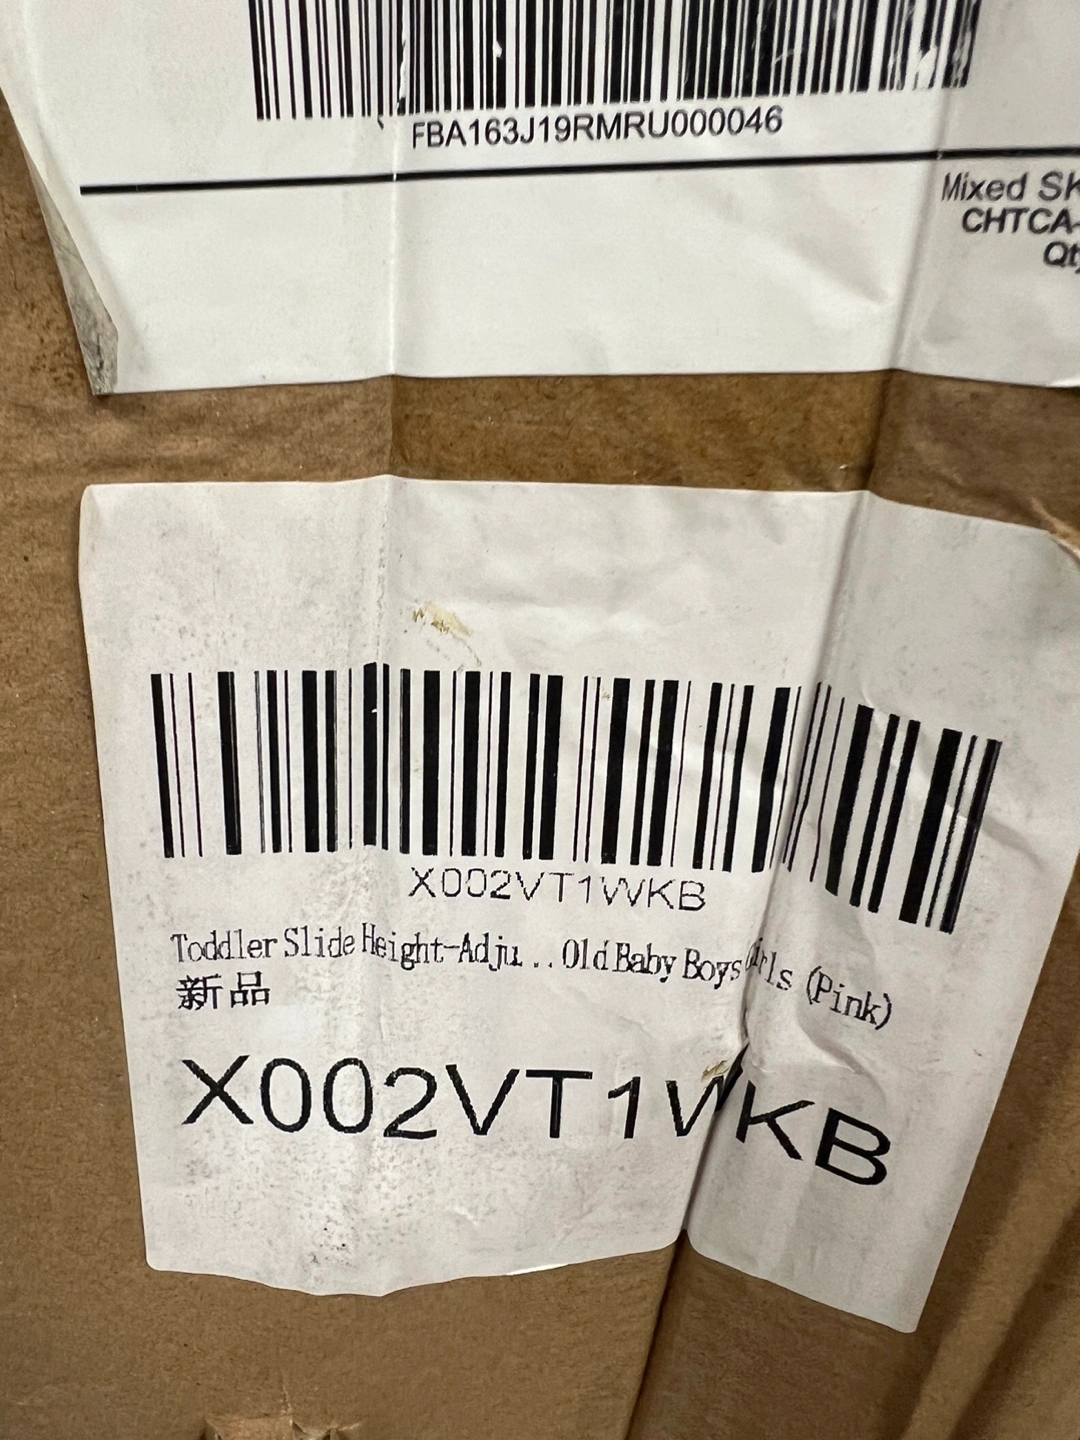 FBA163J19RMRU000046
Mixed SK
CHTCA-
Qty
X002VT1WKB
Toddler Slide Height-Adju...Old Baby Boys Girls (Pink)
新品
X002VT1WKB